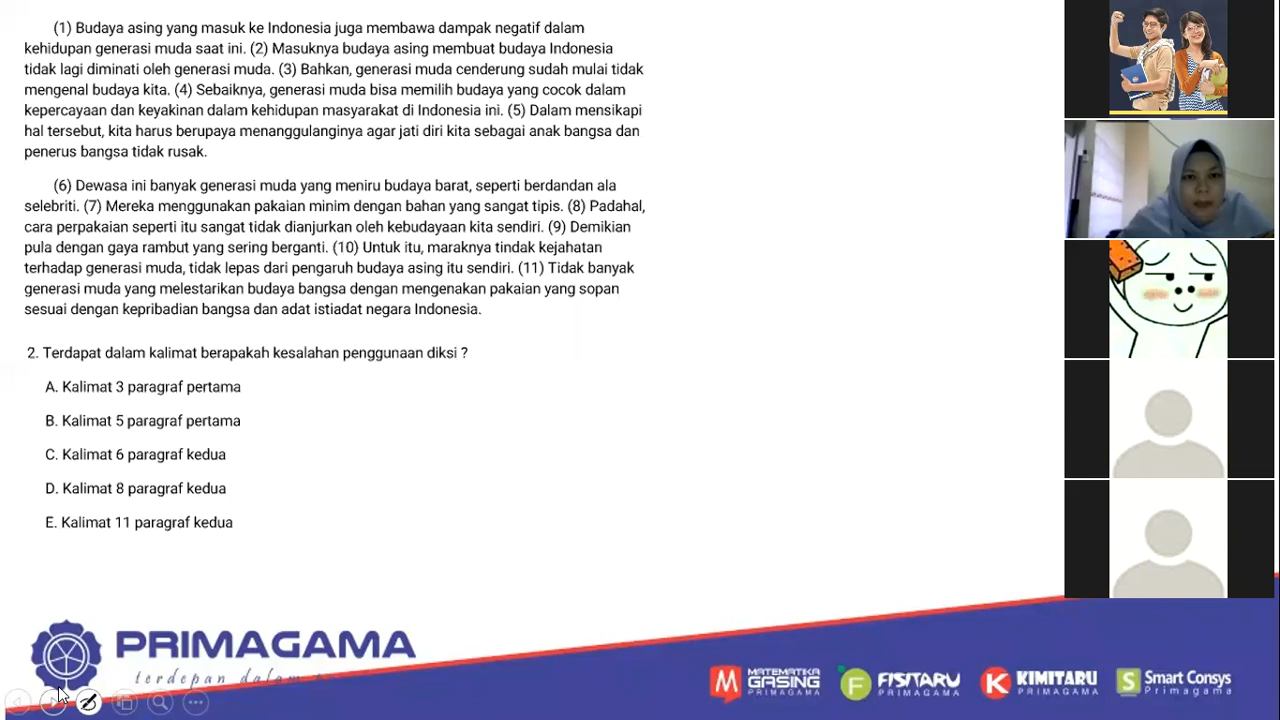 (1) Budaya asing yang masuk ke Indonesia juga membawa dampak negatif dalam
kehidupan generasi muda saat ini. (2) Masuknya budaya asing membuat budaya Indonesia
tidak lagi diminati oleh generasi muda. (3) Bahkan, generasi muda cenderung sudah mulai tidak
mengenal budaya kita. (4) Sebaiknya, generasi muda bisa memilih budaya yang cocok dalam
kepercayaan dan keyakinan dalam kehidupan masyarakat di Indonesia ini. (5) Dalam mensikapi
hal tersebut, kita harus berupaya menanggulanginya agar jati diri kita sebagai anak bangsa dan
penerus bangsa tidak rusak.
(6) Dewasa ini banyak generasi muda yang meniru budaya barat, seperti berdandan ala
selebriti. (7) Mereka menggunakan pakaian minim dengan bahan yang sangat tipis. (8) Padahal,
cara perpakaian seperti itu sangat tidak dianjurkan oleh kebudayaan kita sendiri. (9) Demikian
pula dengan gaya rambut yang sering berganti. (10) Untuk itu, maraknya tindak kejahatan
terhadap generasi muda, tidak lepas dari pengaruh budaya asing itu sendiri. (11) Tidak banyak
generasi muda yang melestarikan budaya bangsa dengan mengenakan pakaian yang sopan
sesuai dengan kepribadian bangsa dan adat istiadat negara Indonesia.
2. Terdapat dalam kalimat berapakah kesalahan penggunaan diksi ?
A. Kalimat 3 paragraf pertama
B. Kalimat 5 paragraf pertama
C. Kalimat 6 paragraf kedua
D. Kalimat 8 paragraf kedua
E. Kalimat 11 paragraf kedua
PRIMAGAMA
terdepan dalam
MATEMATIKA
GASING
PRIMAGAMA
F FISITARU
PRIMAGAMA
K KIMITARU
PRIMAGAMA
S Smart Consys
Primagama